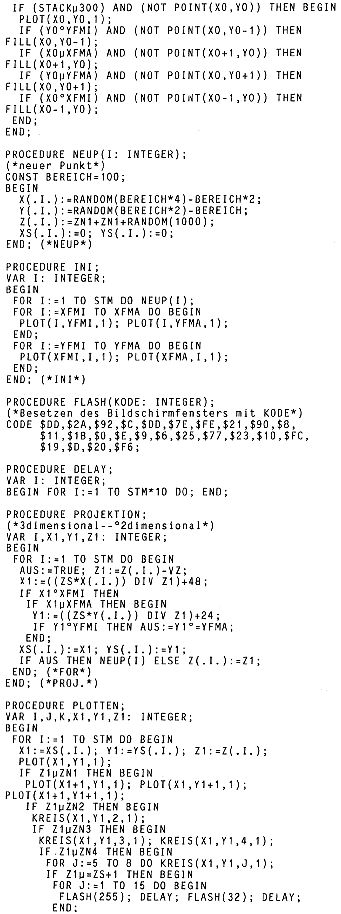 IF (STACKµ300) AND (NOT POINT(XO,YO)) THEN BEGIN
PLOT(XO,YO,1);
IF (YO°YFMI) AND (NOT POINT(XO,YO-1)) THEN
FILL(XO,YO-1);
IF (XOµXFMA) AND (NOT POINT(XO+1,YO)) THEN
FILL(XO+1,YO);
IF (YOµYFMA) AND (NOT POINT(XO,YO+1)) THEN
FILL(XO,YO+1);
IF (XO°XFMI) AND (NOT POINT(XO-1,YO)) THEN
FILL(XO-1,YO);
END;
END;

PROCEDURE NEUP(I: INTEGER);
(*neuer Punkt*)
CONST BEREICH=100;
BEGIN
X(.I.):=RANDOM(BEREICH*4)-BEREICH*2;
Y(.I.):=RANDOM(BEREICH*2)-BEREICH;
Z(.I.):=ZN1+ZN1+RANDOM(1000);
XS(.I.):=0; YS(.I.):=0;
END; (*NEUP*)

PROCEDURE INI;
VAR I: INTEGER;
BEGIN
FOR I:=1 TO STM DO NEUP(I);
FOR I:=XFMI TO XFMA DO BEGIN
PLOT(I,YFMI,1); PLOT(I,YFMA,1);
END;
FOR I:=YFMI TO YFMA DO BEGIN
PLOT(XFMI,I,1); PLOT(XFMA,I,1);
END;
END; (*INI*)

PROCEDURE FLASH(KODE: INTEGER);
(*Besetzen des Bildschirmfensters mit KODE*)
CODE $DD,$2A,$92,$C,$DD,$7E,$FE,$21,$90,$8,
$11,$1B,$0,$E,$9,$6,$25,$77,$23,$10,$FC,
$19,$D,$20,$F6;

PROCEDURE DELAY;
VAR I: INTEGER;
BEGIN FOR I:=1 TO STM*10 DO; END;

PROCEDURE PROJEKTION;
(*3dimensional--°2dimensional*)
VAR I,X1,Y1,Z1: INTEGER;
BEGIN
FOR I:=1 TO STM DO BEGIN
AUS:=TRUE; Z1:=Z(.I.)-VZ;
X1:=((ZS*X(.I.)) DIV Z1)+48;
IF X1°XFMI THEN
IF X1µXFMA THEN BEGIN
Y1:=((ZS*Y(.I.)) DIV Z1)+24;
IF Y1°YFMI THEN AUS:=Y1°=YFMA;
END;
XS(.I.):=X1; YS(.I.):=Y1;
IF AUS THEN NEUP(I) ELSE Z(.I.):=Z1;
END; (*FOR*)
END; (*PROJ.*)

PROCEDURE PLOTTEN;
VAR I,J,K,X1,Y1,Z1: INTEGER;
BEGIN
FOR I:=1 TO STM DO BEGIN
X1:=XS(.I.); Y1:=YS(.I.); Z1:=Z(.I.);
PLOT(X1,Y1,1);
IF Z1µZN1 THEN BEGIN
PLOT(X1+1,Y1,1); PLOT(X1,Y1+1,1);
PLOT(X1+1,Y1+1,1);
IF Z1µZN2 THEN BEGIN
KREIS(X1,Y1,2,1);
IF Z1µZN3 THEN BEGIN
KREIS(X1,Y1,3,1); KREIS(X1,Y1,4,1);
IF Z1µZN4 THEN BEGIN
FOR J:=5 TO 8 DO KREIS(X1,Y1,J,1);
IF Z1µ=ZS+1 THEN BEGIN
FOR J:=1 TO 15 DO BEGIN
FLASH(255); DELAY; FLASH(32); DELAY;
END;